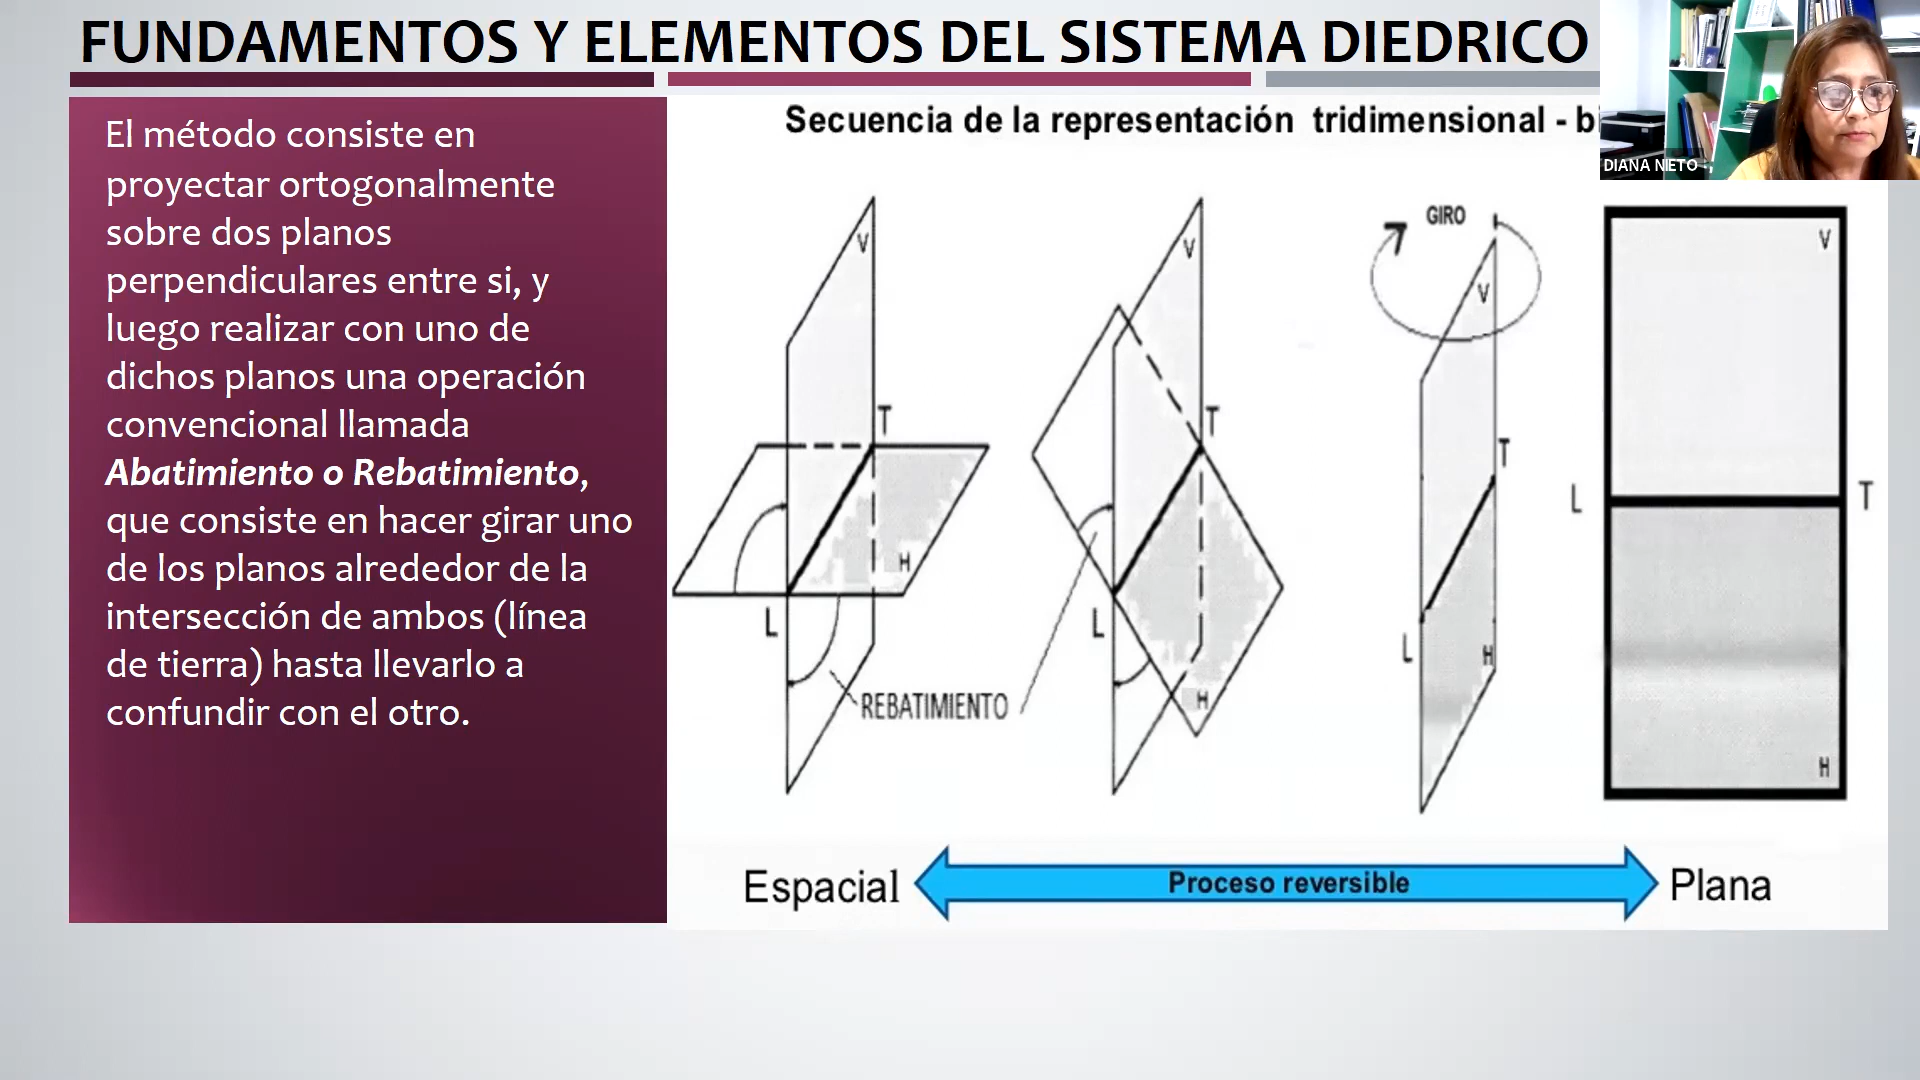 FUNDAMENTOS Y ELEMENTOS DEL SISTEMA DIEDRICO
El método consiste en
proyectar ortogonalmente
sobre dos planos
perpendiculares entre si, y
luego realizar con uno de
dichos planos una operación
convencional llamada
Abatimiento o Rebatimiento,
que consiste en hacer girar uno
de los planos alrededor de la
intersección de ambos (línea
de tierra) hasta llevarlo a
confundir con el otro.
Secuencia de la representación tridimensional - bi
DIANA NIETO
V
T
H
L
REBATIMIENTO
V
T
L
H
GIRO
V
T
L
H
V
L
T
H
Espacial
Proceso reversible
Plana